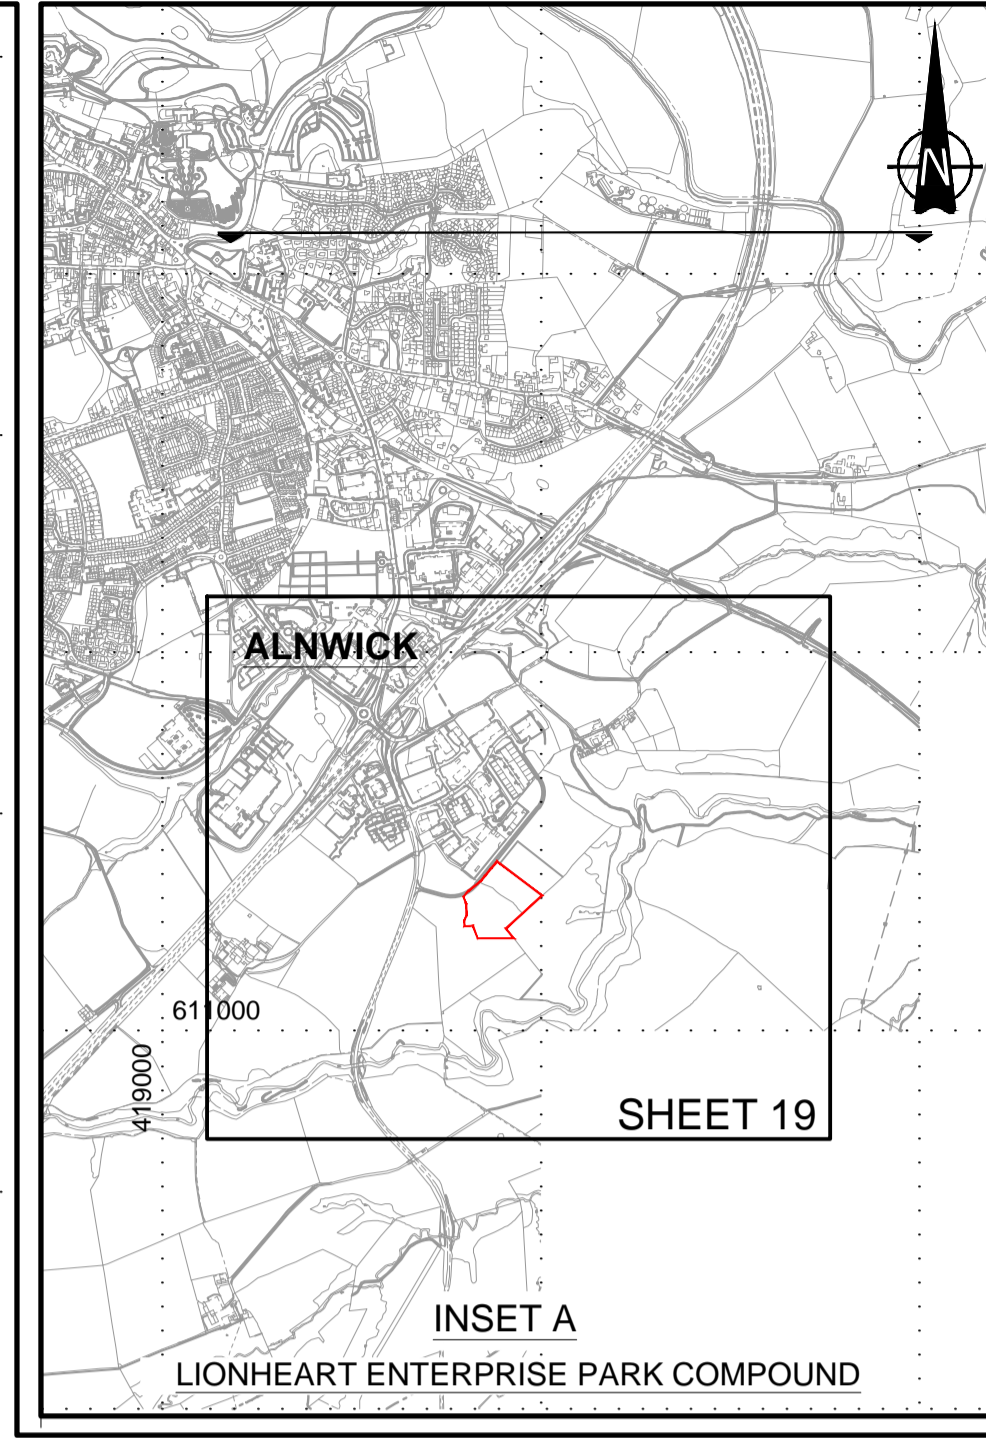 N
ALNWICK
611000
419000
SHEET 19
INSET A
LIONHEART ENTERPRISE PARK COMPOUND